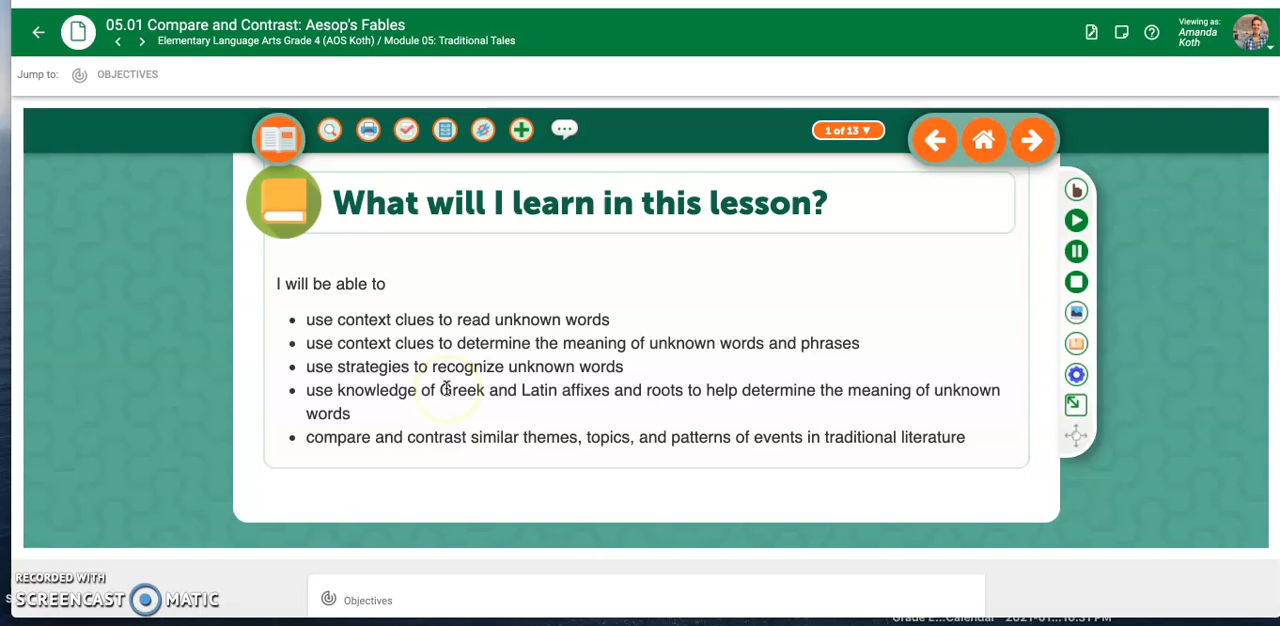 05.01 Compare and Contrast: Aesop's Fables
Elementary Language Arts Grade 4 (AOS Koth) / Module 05: Traditional Tales
Viewing as:
Amanda
Koth
Jump to:
OBJECTIVES
1 of 13 ▼
What will I learn in this lesson?
I will be able to
• use context clues to read unknown words
• use context clues to determine the meaning of unknown words and phrases
• use strategies to recognize unknown words
• use knowledge of Greek and Latin affixes and roots to help determine the meaning of unknown
words
• compare and contrast similar themes, topics, and patterns of events in traditional literature
RECORDED WITH
SCREENCAST MATIC
Objectives